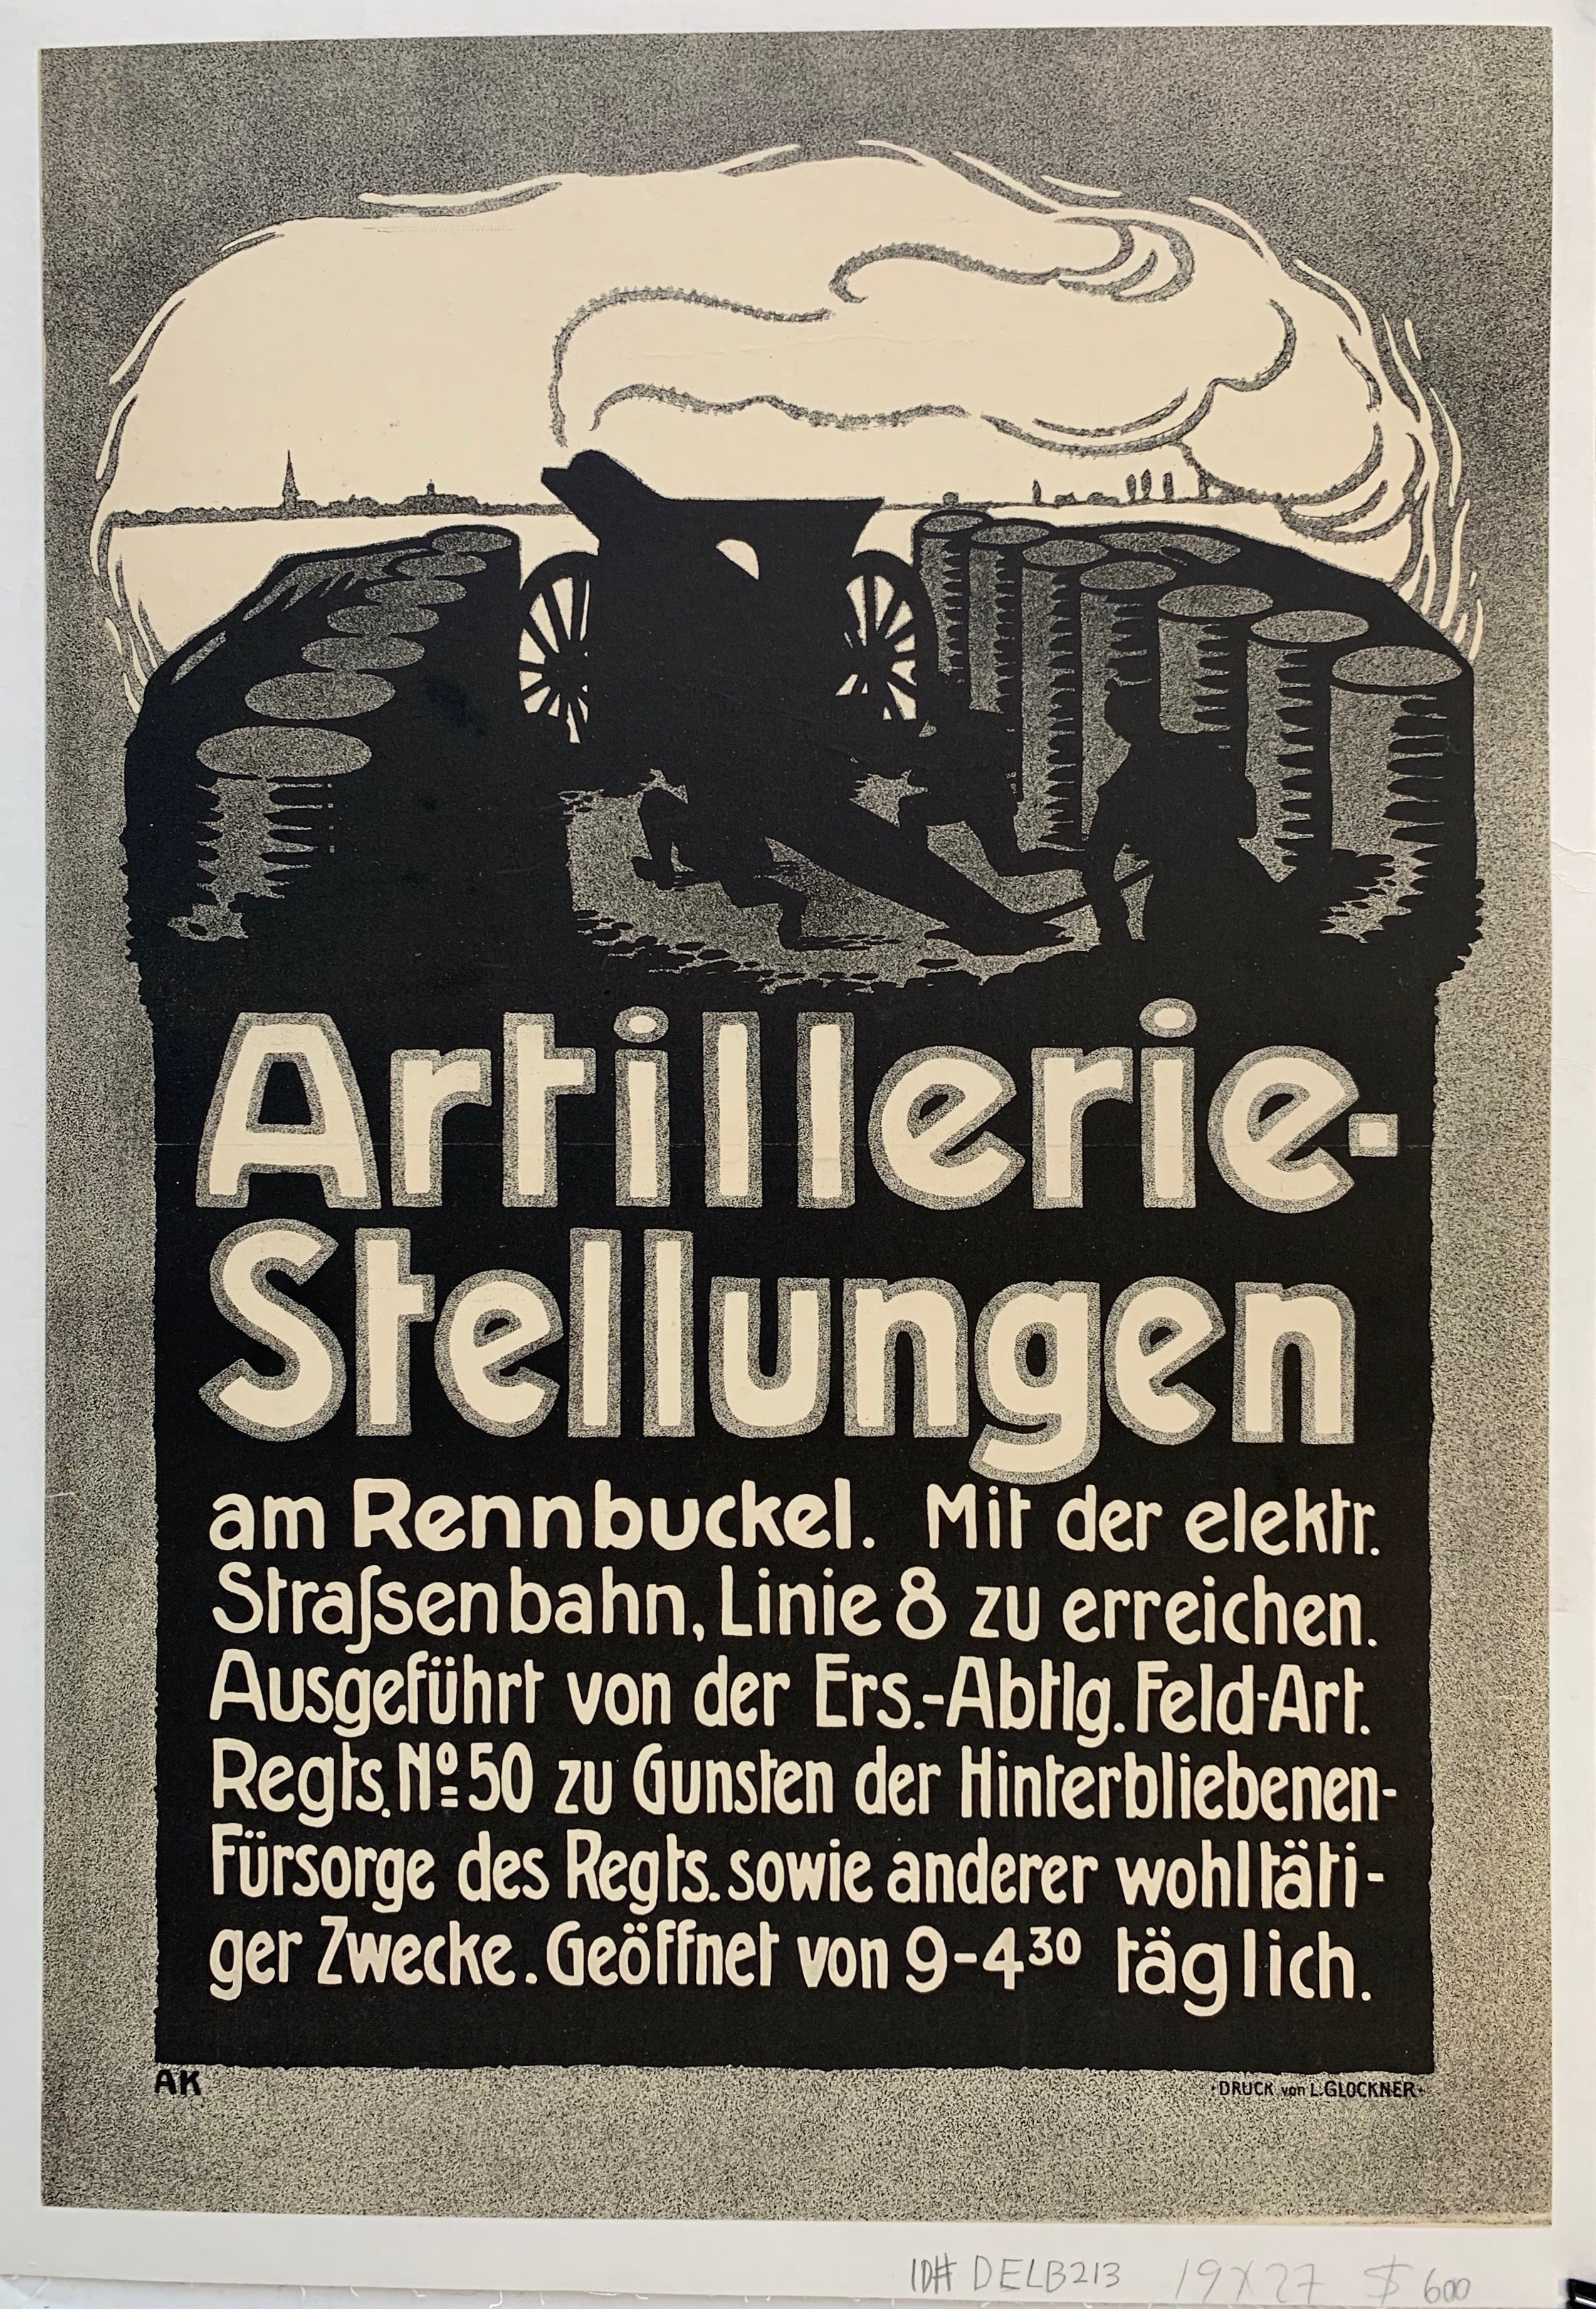 Artillerie-
Stellungen
am Rennbuckel. Mit der elektr.
Straſsenbahn, Linie 8 zu erreichen.
Ausgeführt von der Ers.-Abtlg. Feld-Art.
Regts. Nº 50 zu Gunsten der Hinterbliebenen-
Fürsorge des Regts. sowie anderer wohltäti-
ger Zwecke. Geöffnet von 9-4³⁰ täglich.
AK
·DRUCK von L. GLOCKNER·
ID# DELB213 19x27 $600